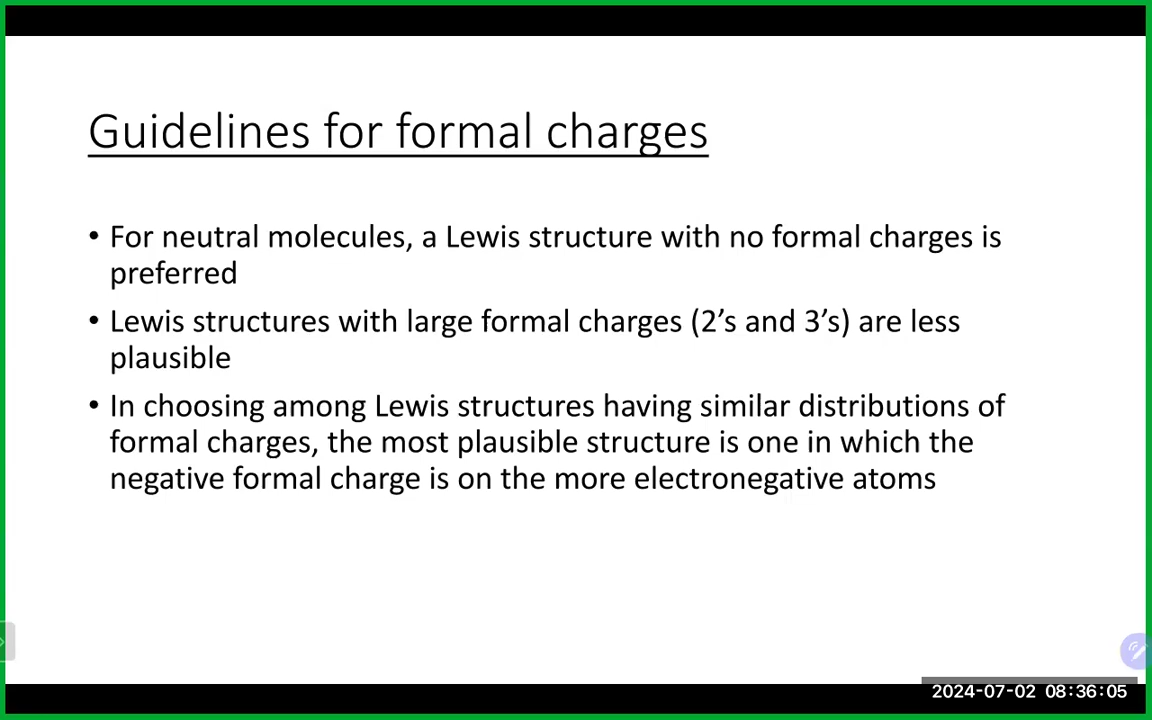 Guidelines for formal charges
• For neutral molecules, a Lewis structure with no formal charges is
preferred
• Lewis structures with large formal charges (2’s and 3’s) are less
plausible
• In choosing among Lewis structures having similar distributions of
formal charges, the most plausible structure is one in which the
negative formal charge is on the more electronegative atoms
2024-07-02 08:36:05